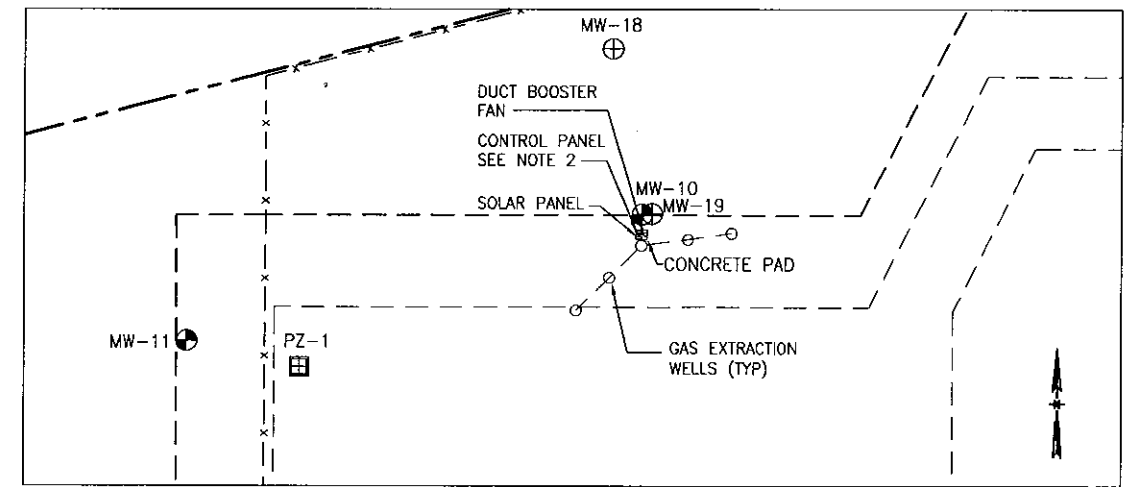 MW-18
DUCT BOOSTER
FAN
CONTROL PANEL
SEE NOTE 2
MW-10
SOLAR PANEL
MW-19
CONCRETE PAD
MW-11
PZ-1
GAS EXTRACTION
WELLS (TYP)